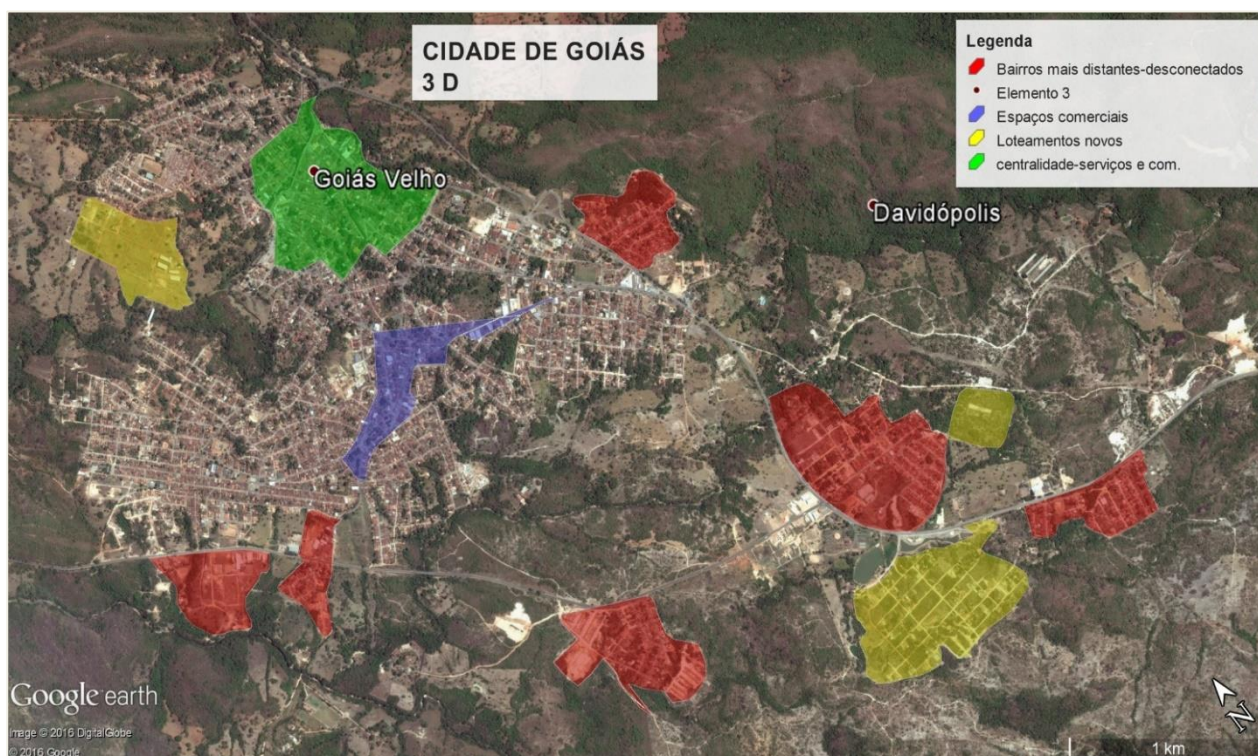 CIDADE DE GOIÁS
3 D
Legenda
Bairros mais distantes-desconectados
Elemento 3
Espaços comerciais
Loteamentos novos
centralidade-serviços e com.
Goiás Velho
Davidópolis
Google earth
Image © 2016 DigitalGlobe
© 2016 Google
N
1 km